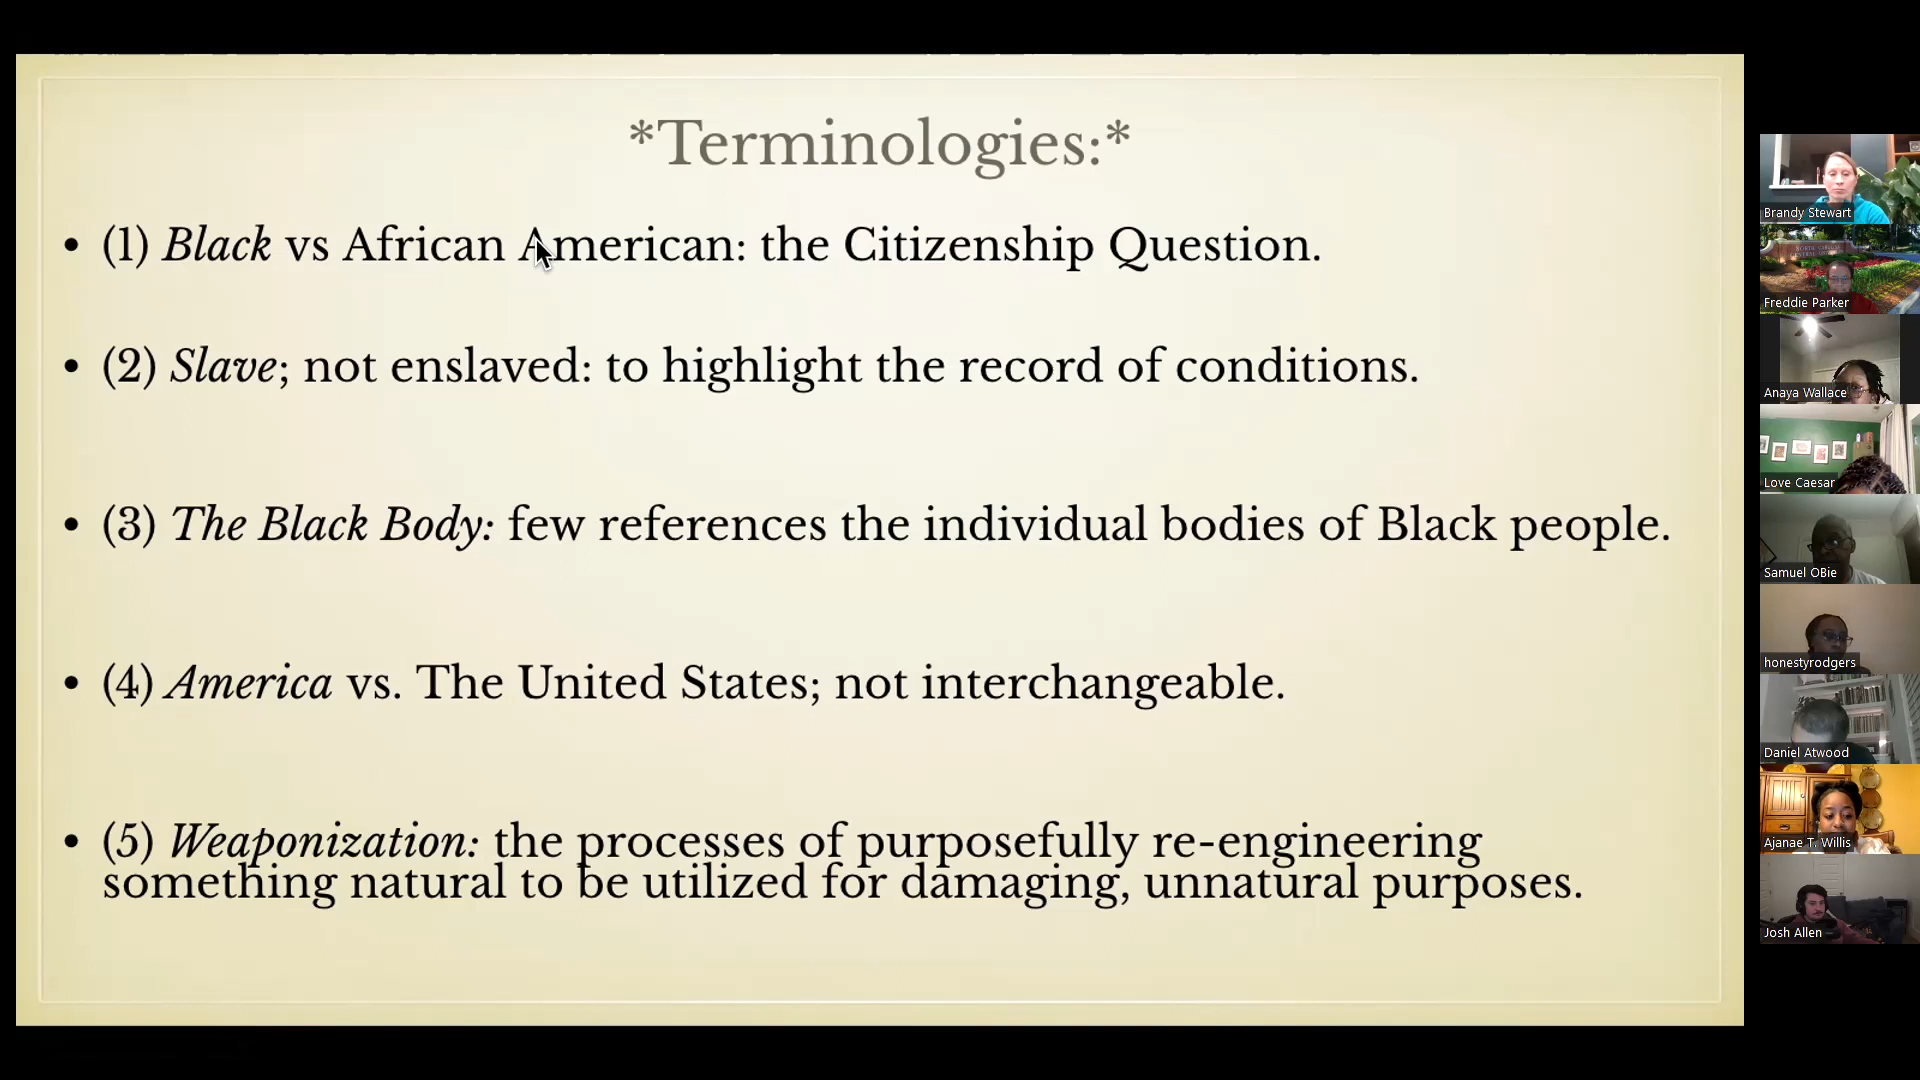 *Terminologies:*
• (1) Black vs African American: the Citizenship Question.
• (2) Slave; not enslaved: to highlight the record of conditions.
• (3) The Black Body: few references the individual bodies of Black people.
• (4) America vs. The United States; not interchangeable.
• (5) Weaponization: the processes of purposefully re-engineering
something natural to be utilized for damaging, unnatural purposes.
Brandy Stewart
Freddie Parker
Anaya Wallace
Love Caesar
Samuel OBie
honestyrodgers
Daniel Atwood
Ajanae T. Willis
Josh Allen